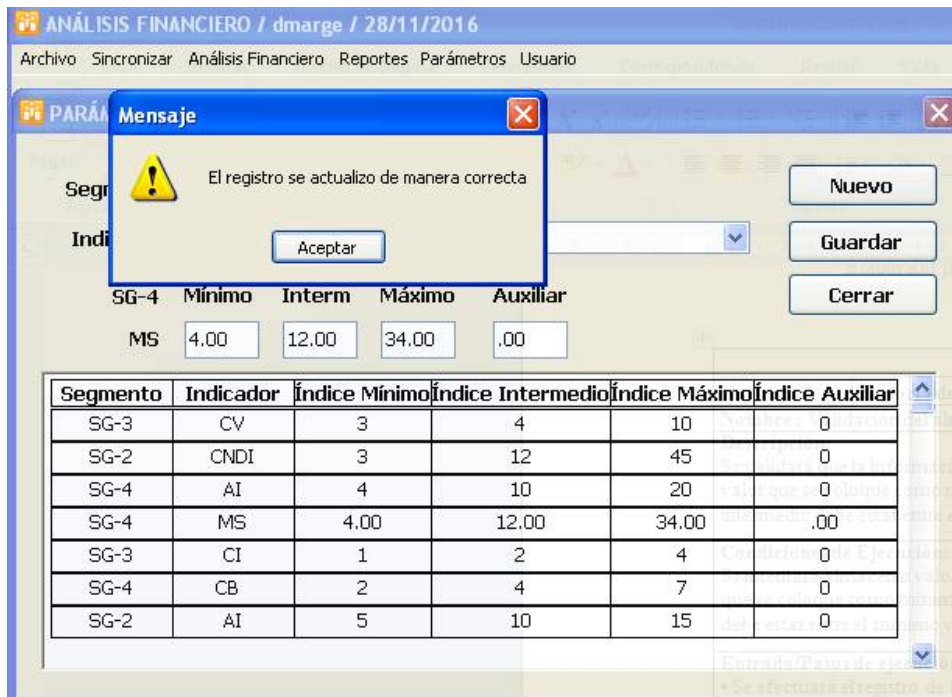 ANÁLISIS FINANCIERO / dmarge / 28/11/2016
Archivo Sincronizar Análisis Financiero Reportes Parámetros Usuario
PARÁM
Mensaje
El registro se actualizo de manera correcta
Aceptar
Segm
Indi
Nuevo
Guardar
Cerrar
SG-4 Mínimo Interm Máximo Auxiliar
MS 4.00 12.00 34.00 .00
Segmento Indicador Índice Mínimo Índice Intermedio Índice Máximo Índice Auxiliar
SG-3 CV 3 4 10 0
SG-2 CNDI 3 12 45 0
SG-4 AI 4 10 20 0
SG-4 MS 4.00 12.00 34.00 .00
SG-3 CI 1 2 4 0
SG-4 CB 2 4 7 0
SG-2 AI 5 10 15 0